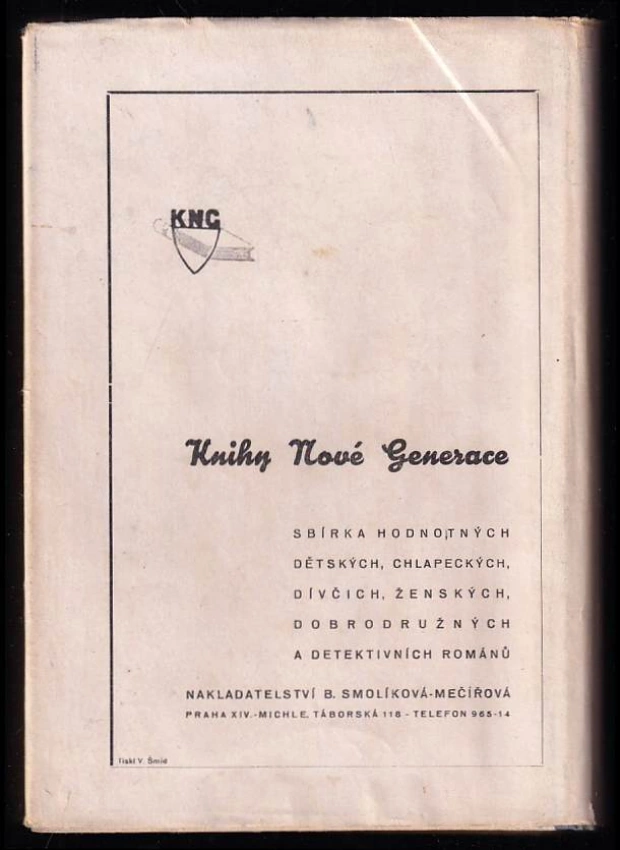 KNG
Knihy Nové Generace
SBÍRKA HODNOTNÝCH
DĚTSKÝCH, CHLAPECKÝCH,
DÍVČICH, ŽENSKÝCH,
DOBRODRUŽNÝCH
A DETEKTIVNÍCH ROMÁNŮ
NAKLADATELSTVÍ B. SMOLÍKOVÁ-MEČÍŘOVÁ
PRAHA XIV.-MICHLE, TÁBORSKÁ 116 - TELEFON 965-14
Tiskl V. Šmíd